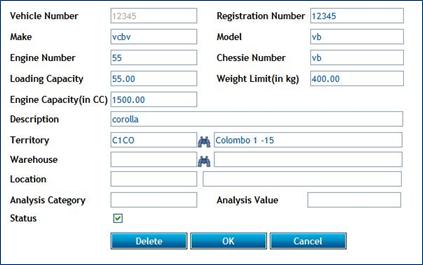 Vehicle Number 12345 Registration Number 12345
Make vcbv Model vb
Engine Number 55 Chessie Number vb
Loading Capacity 55.00 Weight Limit(in kg) 400.00
Engine Capacity(in CC) 1500.00
Description corolla
Territory C1CO Colombo 1 -15
Warehouse
Location
Analysis Category Analysis Value
Status
Delete OK Cancel